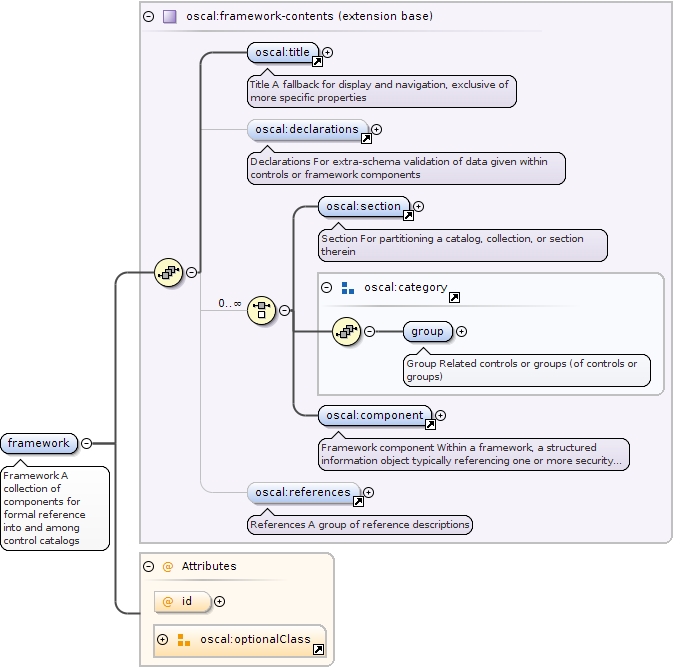 oscal:framework-contents (extension base)
oscal:title
Title A fallback for display and navigation, exclusive of
more specific properties
oscal:declarations
Declarations For extra-schema validation of data given within
controls or framework components
oscal:section
Section For partitioning a catalog, collection, or section
therein
0..∞
oscal:category
group
Group Related controls or groups (of controls or
groups)
oscal:component
Framework component Within a framework, a structured
information object typically referencing one or more security...
oscal:references
References A group of reference descriptions
framework
Framework A
collection of
components for
formal reference
into and among
control catalogs
@ Attributes
@ id
oscal:optionalClass